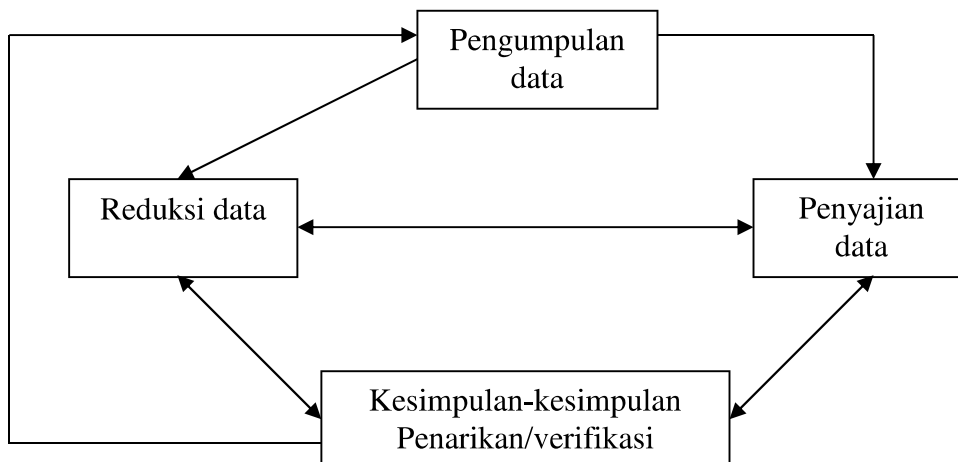 Pengumpulan
data
Reduksi data
Penyajian
data
Kesimpulan-kesimpulan
Penarikan/verifikasi